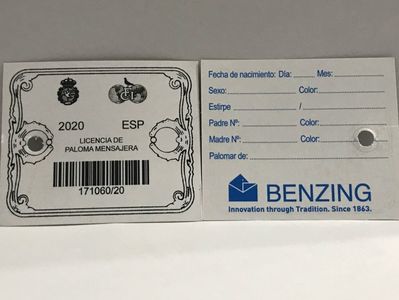 2020 ESP
LICENCIA DE
PALOMA MENSAJERA
171060/20
Fecha de nacimiento: Día: Mes:
Sexo: Color:
Estirpe /
Padre Nº: Color:
Madre Nº: Color:
Palomar de:
BENZING
Innovation through Tradition. Since 1863.